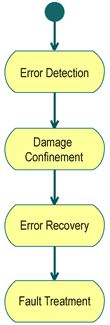 Error Detection
Damage
Confinement
Error Recovery
Fault Treatment